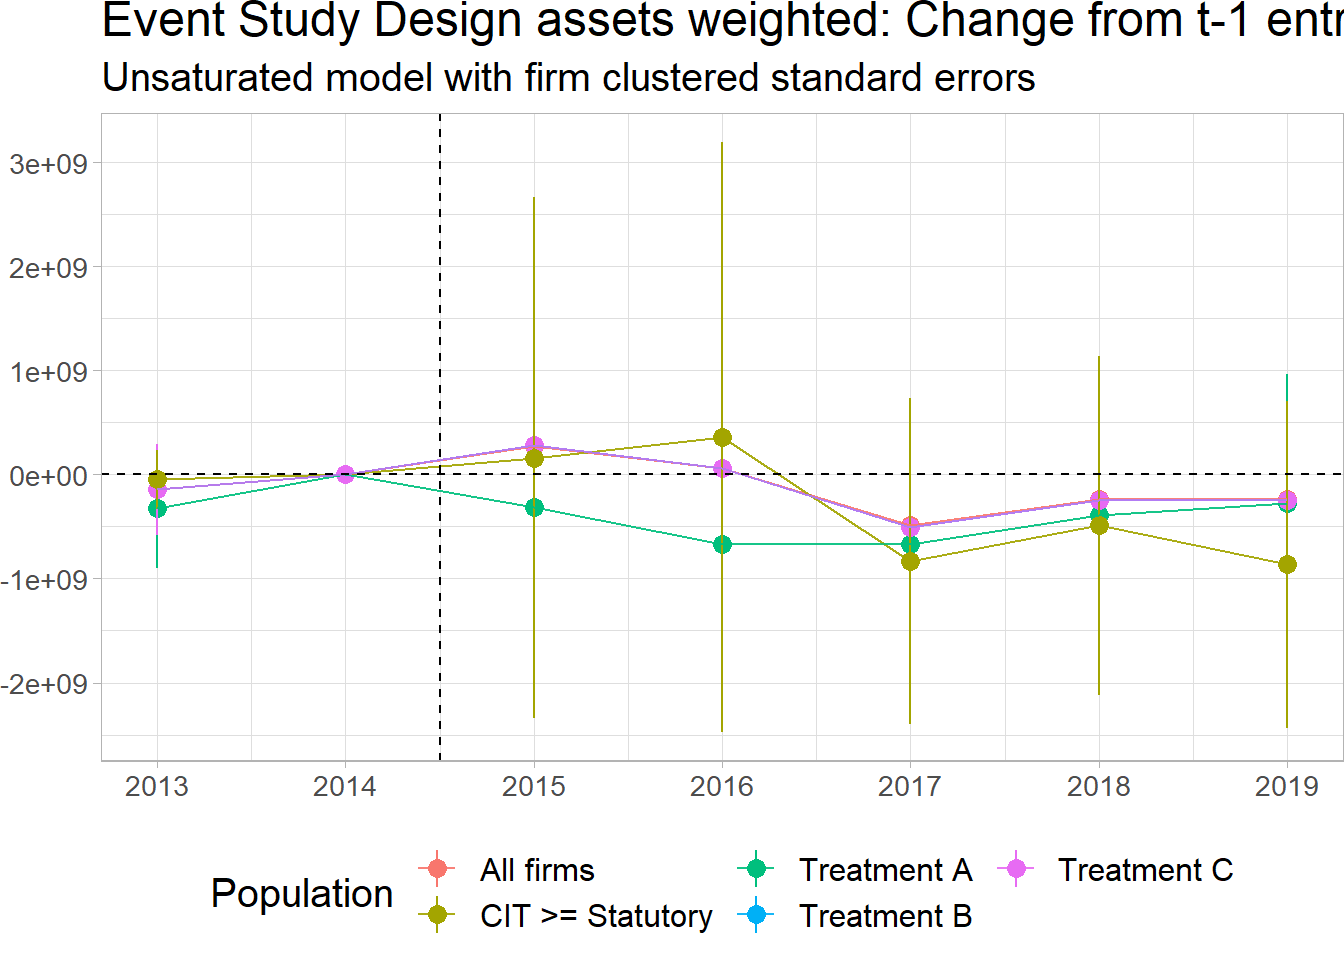 Event Study Design assets weighted: Change from t-1 entr
Unsaturated model with firm clustered standard errors
3e+09
2e+09
1e+09
0e+00
-1e+09
-2e+09
2013 2014 2015 2016 2017 2018 2019
Population
All firms Treatment A Treatment C
CIT >= Statutory Treatment B